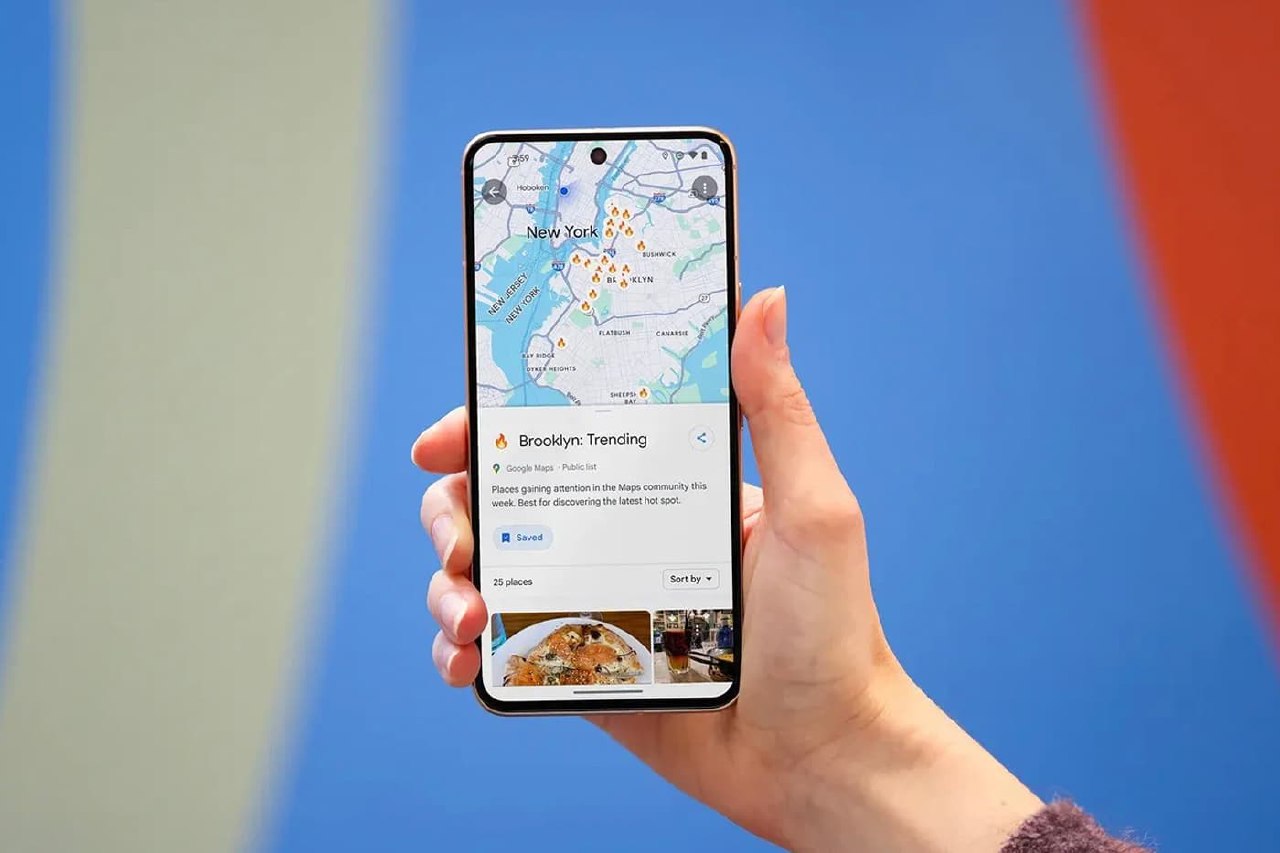 3:59
Hoboken
New York
BUSHWICK
BROOKLYN
NEW JERSEY
NEW YORK
27
FLATBUSH
CANARSIE
BAY RIDGE
DYKER HEIGHTS
BAY
Brooklyn: Trending
Google Maps · Public list
Places gaining attention in the Maps community this
week. Best for discovering the latest hot spot.
Saved
25 places
Sort by